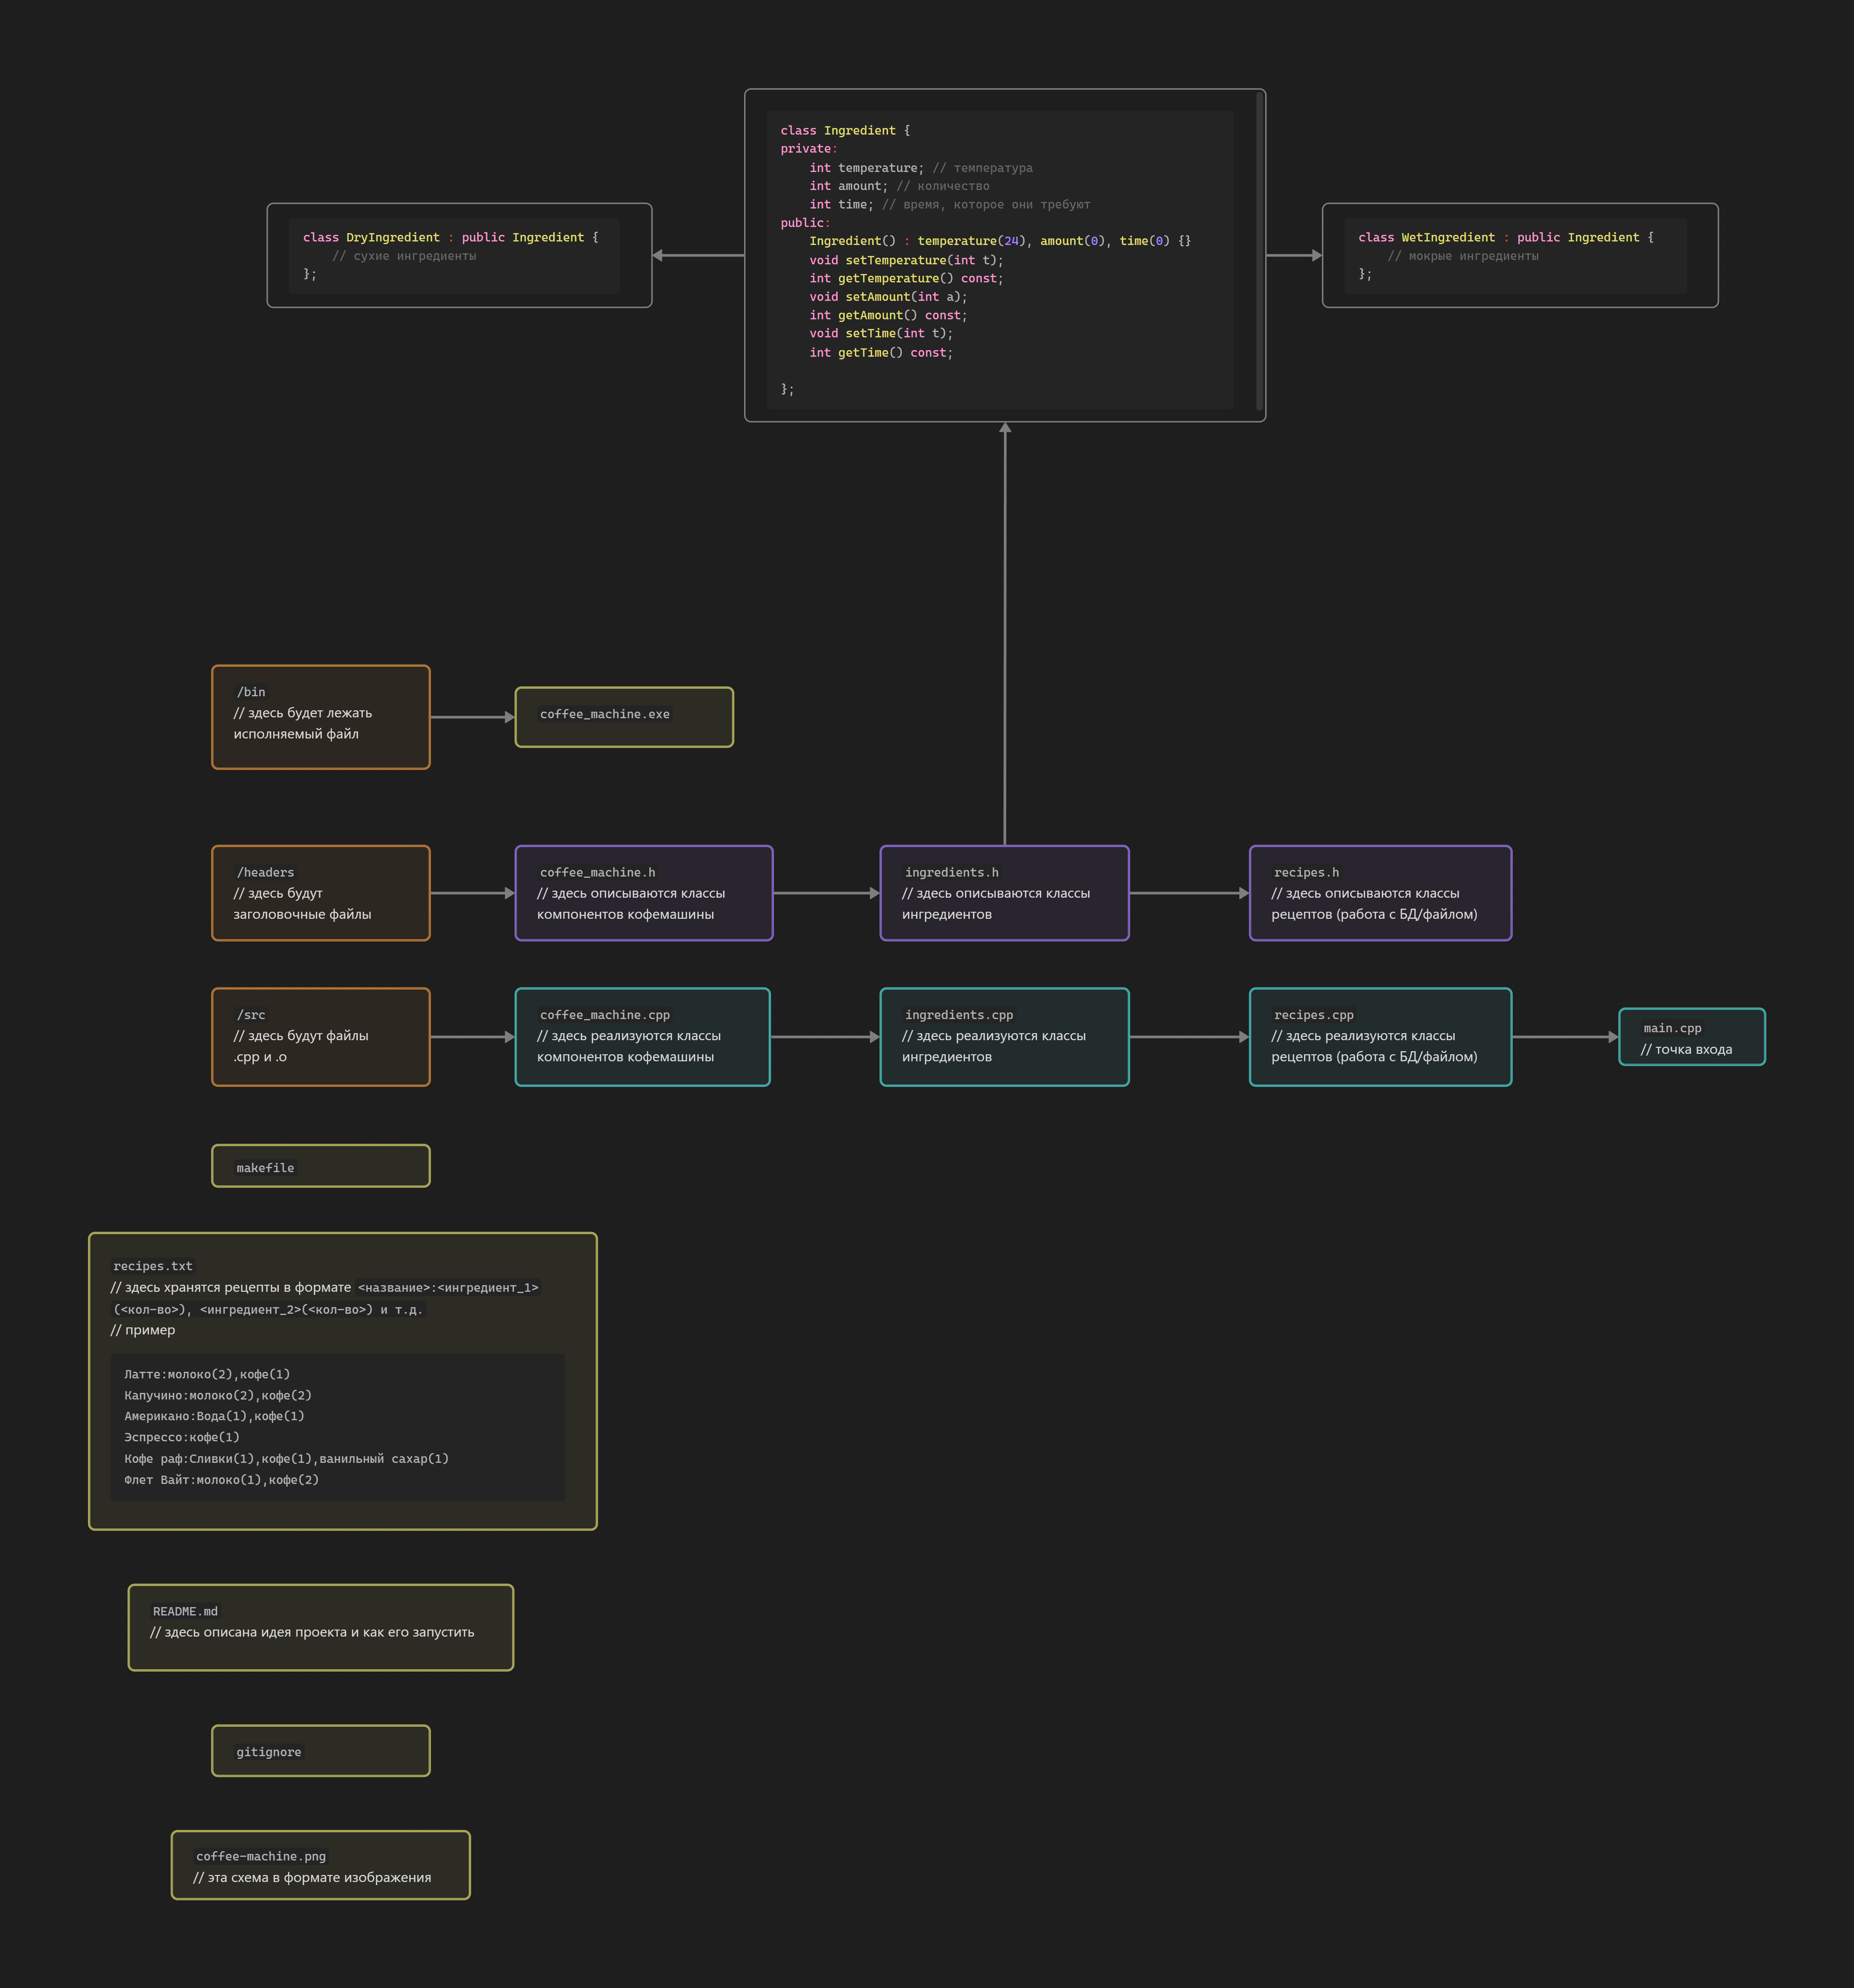 class Ingredient {
private:
    int temperature; // температура
    int amount; // количество
    int time; // время, которое они требуют
public:
    Ingredient() : temperature(24), amount(0), time(0) {}
    void setTemperature(int t);
    int getTemperature() const;
    void setAmount(int a);
    int getAmount() const;
    void setTime(int t);
    int getTime() const;
};
class DryIngredient : public Ingredient {
    // сухие ингредиенты
};
class WetIngredient : public Ingredient {
    // мокрые ингредиенты
};
/bin
// здесь будет лежать
исполняемый файл
coffee_machine.exe
/headers
// здесь будут
заголовочные файлы
coffee_machine.h
// здесь описываются классы
компонентов кофемашины
ingredients.h
// здесь описываются классы
ингредиентов
recipes.h
// здесь описываются классы
рецептов (работа с БД/файлом)
/src
// здесь будут файлы
.cpp и .o
coffee_machine.cpp
// здесь реализуются классы
компонентов кофемашины
ingredients.cpp
// здесь реализуются классы
ингредиентов
recipes.cpp
// здесь реализуются классы
рецептов (работа с БД/файлом)
main.cpp
// точка входа
makefile
recipes.txt
// здесь хранятся рецепты в формате <название>:<ингредиент_1>
(<кол-во>), <ингредиент_2>(<кол-во>) и т.д.
// пример
Латте:молоко(2),кофе(1)
Капучино:молоко(2),кофе(2)
Американо:Вода(1),кофе(1)
Эспрессо:кофе(1)
Кофе раф:Сливки(1),кофе(1),ванильный сахар(1)
Флет Вайт:молоко(1),кофе(2)
README.md
// здесь описана идея проекта и как его запустить
gitignore
coffee-machine.png
// эта схема в формате изображения